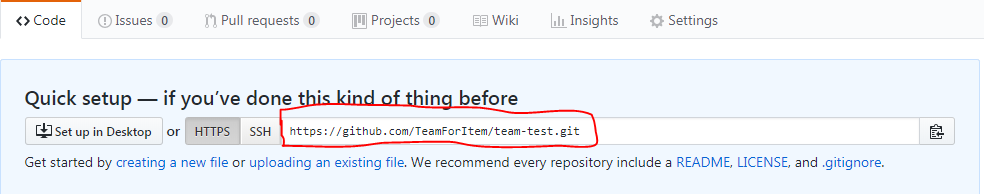 Code Issues 0 Pull requests 0 Projects 0 Wiki Insights Settings
Quick setup — if you've done this kind of thing before
Set up in Desktop or HTTPS SSH https://github.com/TeamForItem/team-test.git
Get started by creating a new file or uploading an existing file. We recommend every repository include a README, LICENSE, and .gitignore.